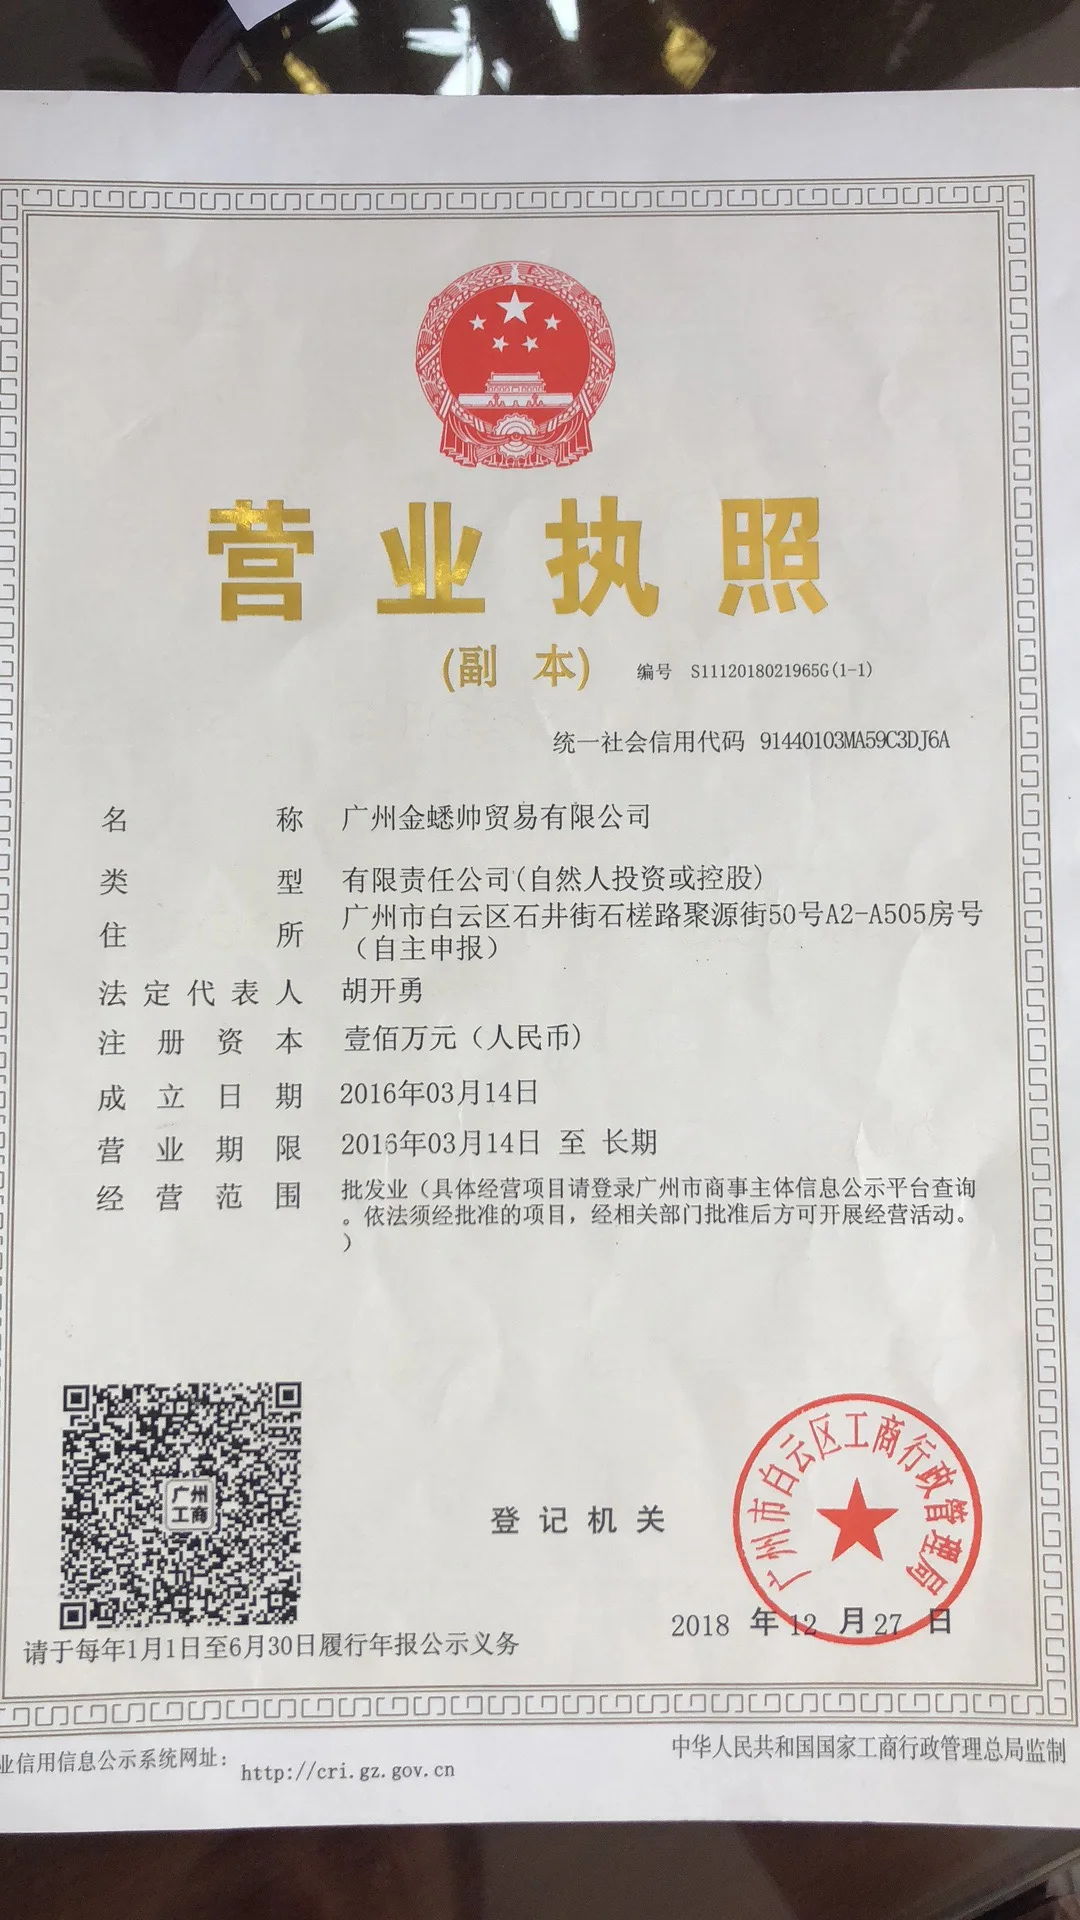 营业执照
(副 本) 编号 S1112018021965G(1-1)
统一社会信用代码 91440103MA59C3DJ6A
名称 广州金蟋帅贸易有限公司
类型 有限责任公司(自然人投资或控股)
住所 广州市白云区石井街石槎路聚源街50号A2-A505房号
（自主申报）
法定代表人 胡开勇
注册资本 壹佰万元（人民币）
成立日期 2016年03月14日
营业期限 2016年03月14日 至 长期
经营范围 批发业（具体经营项目请登录广州市商事主体信息公示平台查询
。依法须经批准的项目，经相关部门批准后方可开展经营活动。
）
广州
工商
登记机关
广州市白云区工商行政管理局
2018 年 12 月 27 日
请于每年1月1日至6月30日履行年报公示义务
业信用信息公示系统网址： http://cri.gz.gov.cn
中华人民共和国国家工商行政管理总局监制